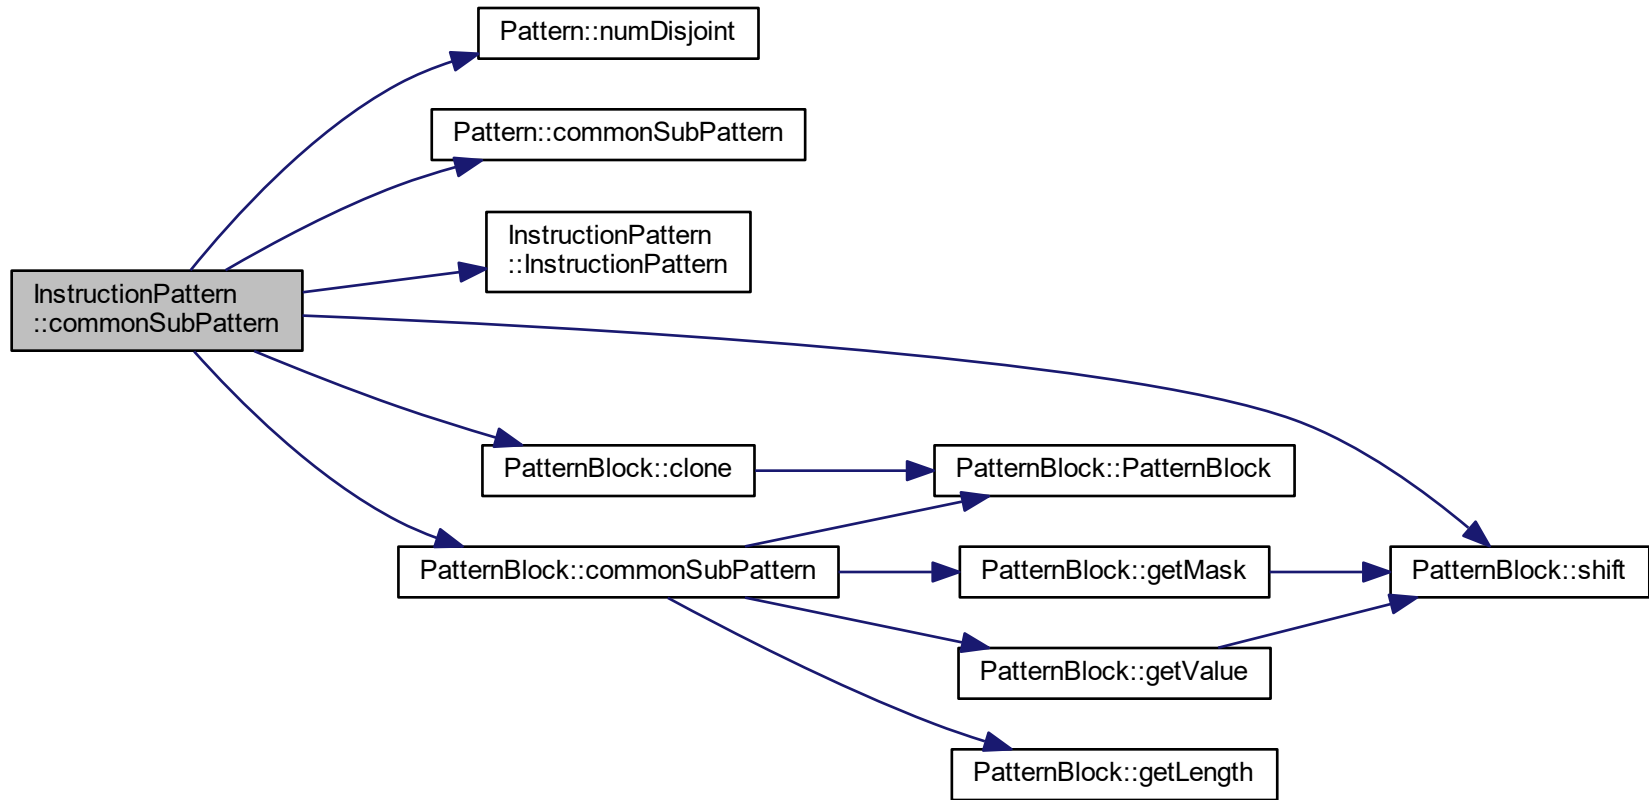 Pattern::numDisjoint
Pattern::commonSubPattern
InstructionPattern
::InstructionPattern
InstructionPattern
::commonSubPattern
PatternBlock::clone
PatternBlock::PatternBlock
PatternBlock::commonSubPattern
PatternBlock::getMask
PatternBlock::shift
PatternBlock::getValue
PatternBlock::getLength